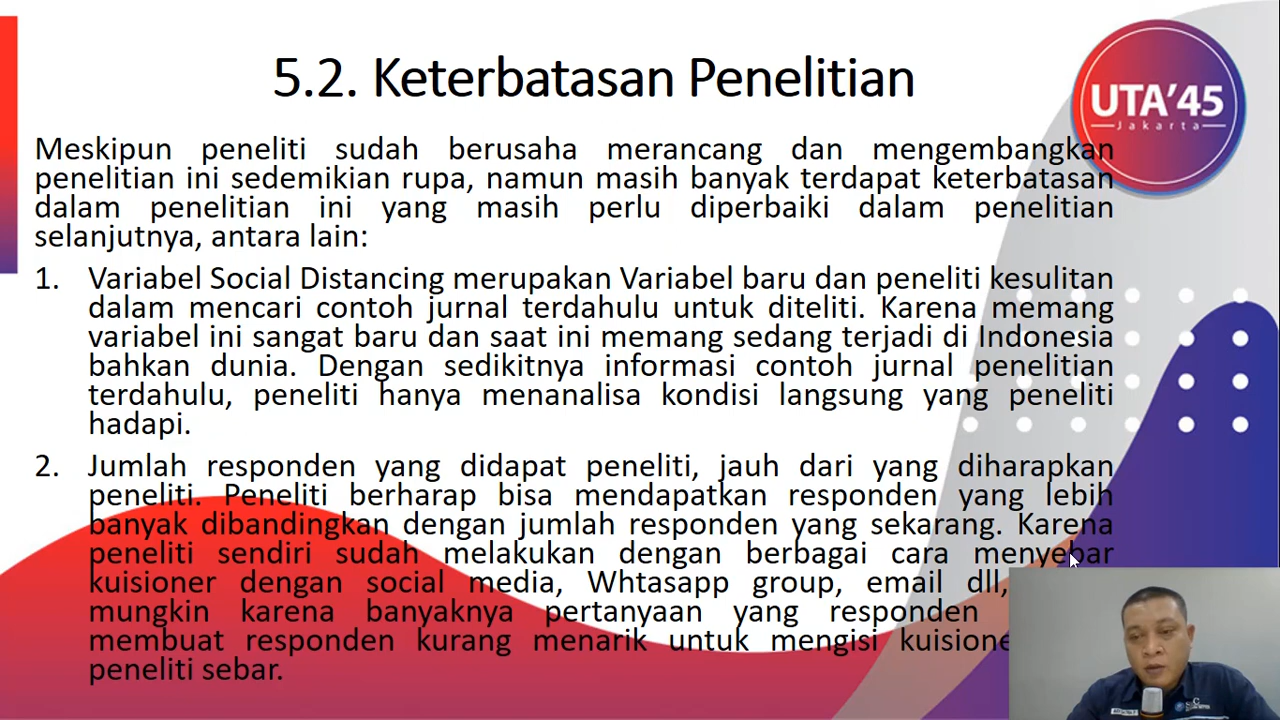 5.2. Keterbatasan Penelitian
UTA'45
Jakarta
Meskipun peneliti sudah berusaha merancang dan mengembangkan
penelitian ini sedemikian rupa, namun masih banyak terdapat keterbatasan
dalam penelitian ini yang masih perlu diperbaiki dalam penelitian
selanjutnya, antara lain:
1. Variabel Social Distancing merupakan Variabel baru dan peneliti kesulitan
dalam mencari contoh jurnal terdahulu untuk diteliti. Karena memang
variabel ini sangat baru dan saat ini memang sedang terjadi di Indonesia
bahkan dunia. Dengan sedikitnya informasi contoh jurnal penelitian
terdahulu, peneliti hanya menanalisa kondisi langsung yang peneliti
hadapi.
2. Jumlah responden yang didapat peneliti, jauh dari yang diharapkan
peneliti. Peneliti berharap bisa mendapatkan responden yang lebih
banyak dibandingkan dengan jumlah responden yang sekarang. Karena
peneliti sendiri sudah melakukan dengan berbagai cara menyebar
kuisioner dengan social media, Whtasapp group, email dll,
mungkin karena banyaknya pertanyaan yang responden
membuat responden kurang menarik untuk mengisi kuisione
peneliti sebar.